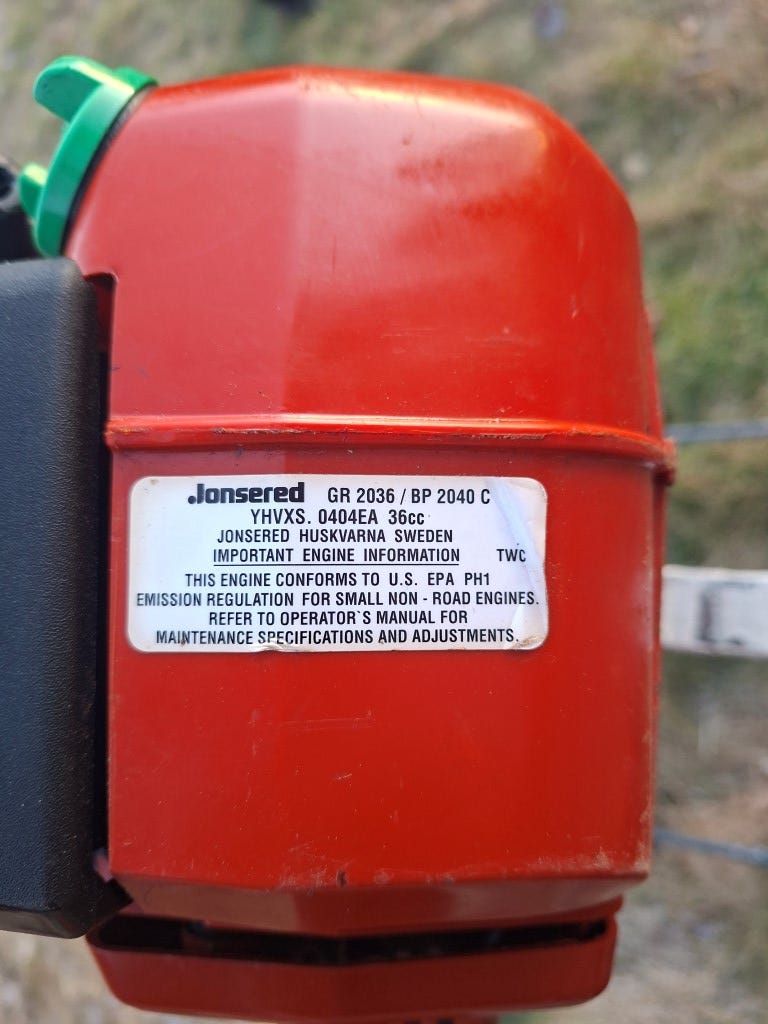 Jonsered GR 2036 / BP 2040 C
YHVXS. 0404EA 36cc
JONSERED HUSKVARNA SWEDEN
IMPORTANT ENGINE INFORMATION TWC
THIS ENGINE CONFORMS TO U.S. EPA PH1
EMISSION REGULATION FOR SMALL NON - ROAD ENGINES.
REFER TO OPERATOR`S MANUAL FOR
MAINTENANCE SPECIFICATIONS AND ADJUSTMENTS.